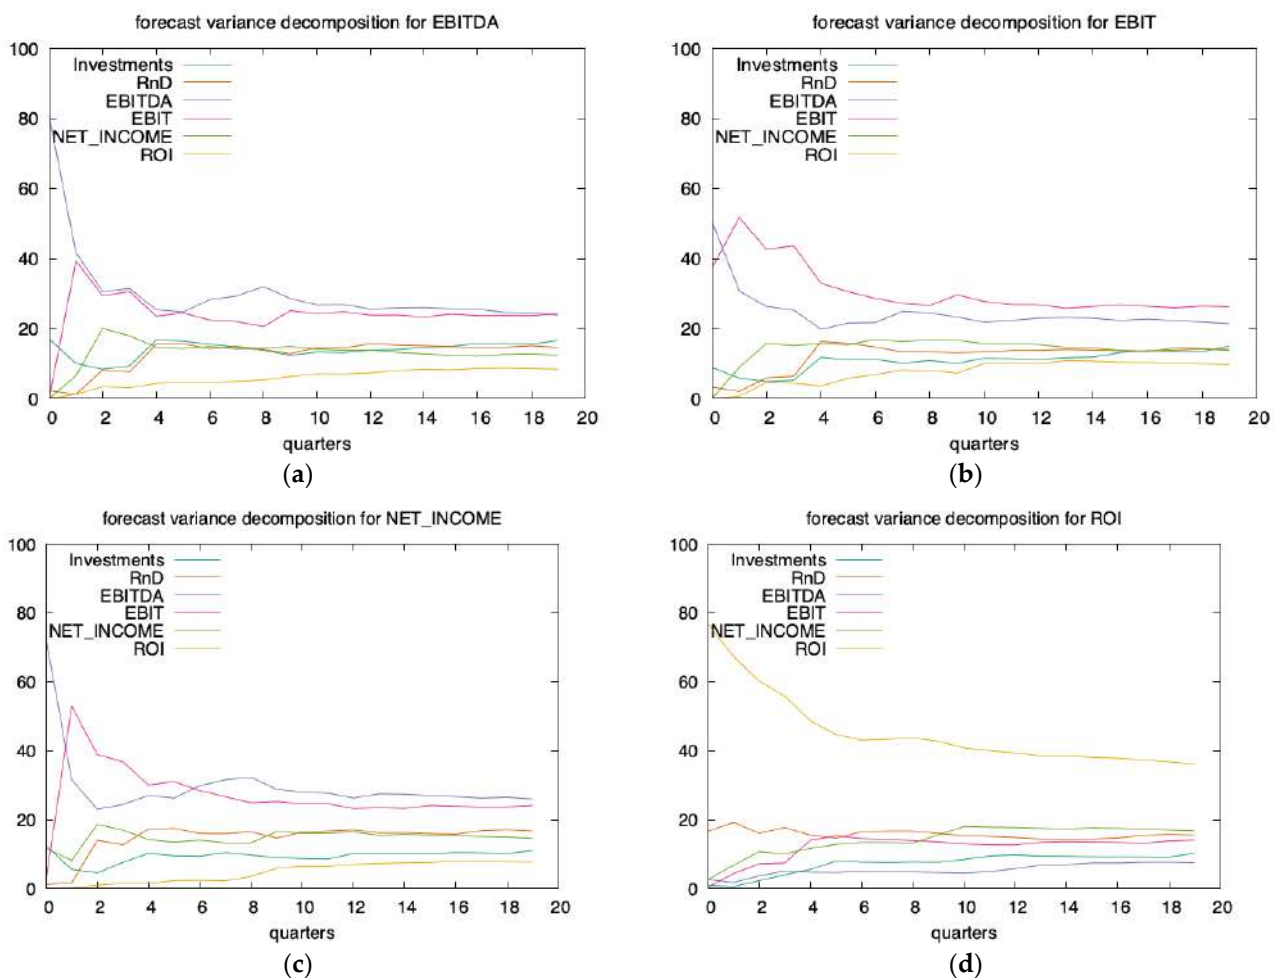 forecast variance decomposition for EBITDA
100
80
60
40
20
0
Investments
RnD
EBITDA
EBIT
NET_INCOME
ROI
0 2 4 6 8 10 12 14 16 18 20
quarters
(a)
forecast variance decomposition for EBIT
100
80
60
40
20
0
Investments
RnD
EBITDA
EBIT
NET_INCOME
ROI
0 2 4 6 8 10 12 14 16 18 20
quarters
(b)
forecast variance decomposition for NET_INCOME
100
80
60
40
20
0
Investments
RnD
EBITDA
EBIT
NET_INCOME
ROI
0 2 4 6 8 10 12 14 16 18 20
quarters
(c)
forecast variance decomposition for ROI
100
80
60
40
20
0
Investments
RnD
EBITDA
EBIT
NET_INCOME
ROI
0 2 4 6 8 10 12 14 16 18 20
quarters
(d)